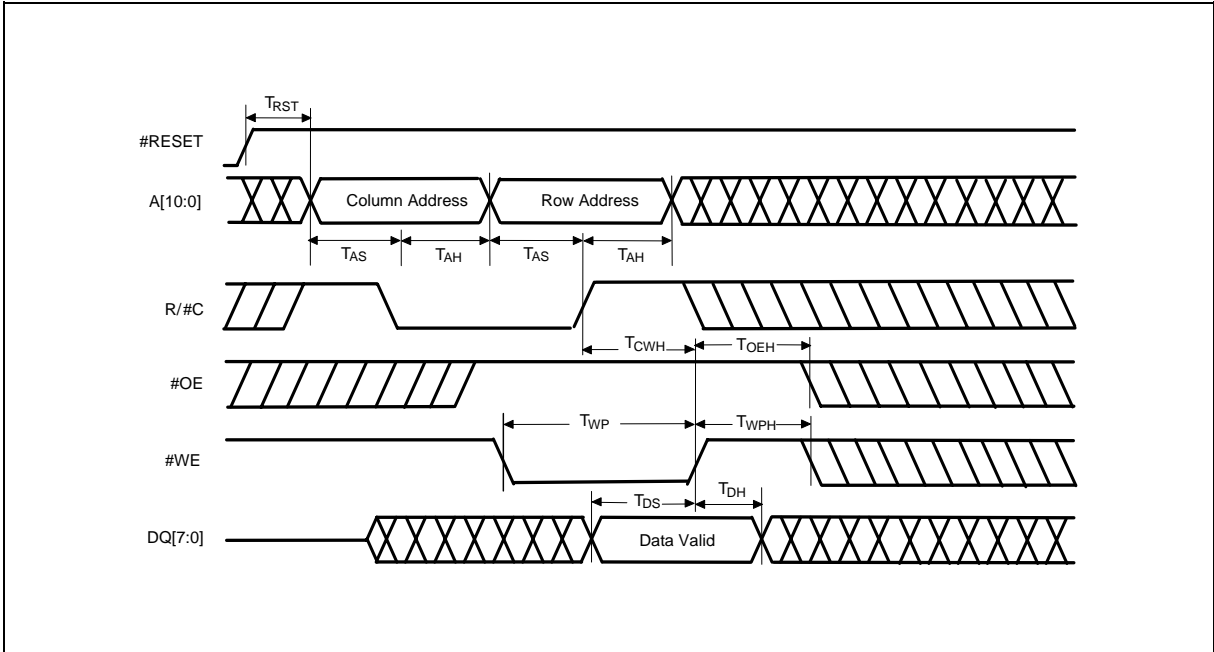 TRST
#RESET
A[10:0]
Column Address
Row Address
TAS
TAH
TAS
TAH
R/#C
TCWH
TOEH
#OE
TWP
TWPH
#WE
TDS
TDH
DQ[7:0]
Data Valid